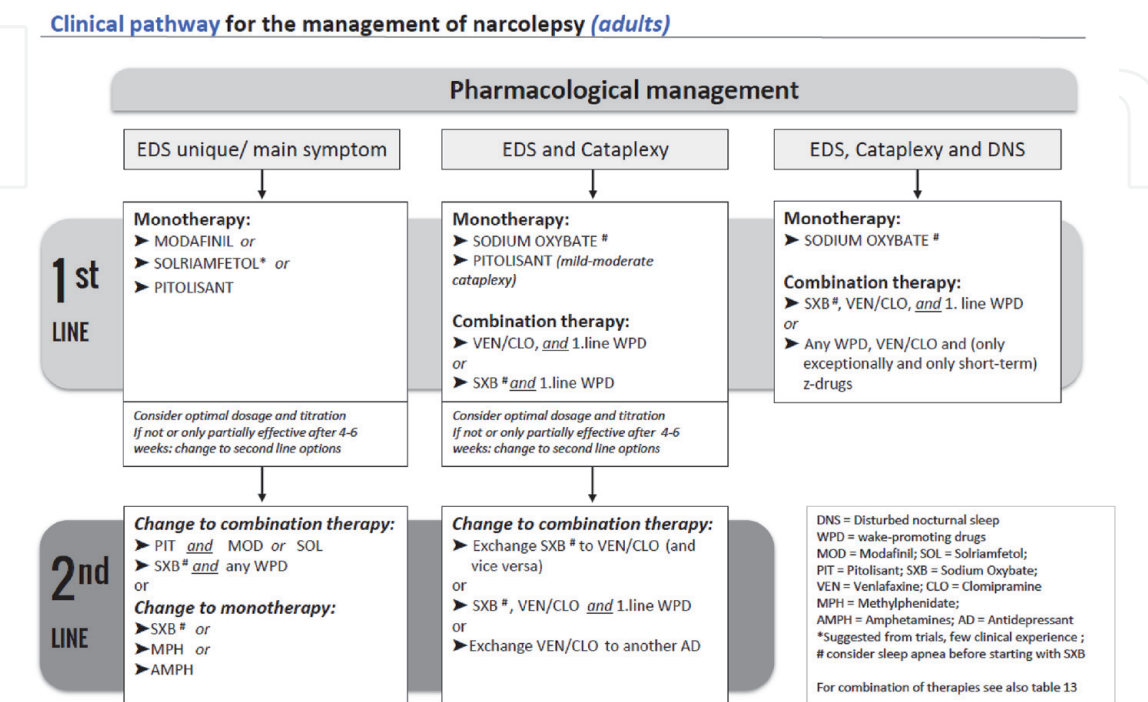 Clinical pathway for the management of narcolepsy (adults)
Pharmacological management
EDS unique/ main symptom
EDS and Cataplexy
EDS, Cataplexy and DNS
1st
LINE
Monotherapy:
➤ MODAFINIL or
➤ SOLRIAMFETOL* or
➤ PITOLISANT
Consider optimal dosage and titration
If not or only partially effective after 4-6
weeks: change to second line options
Monotherapy:
➤ SODIUM OXYBATE #
➤ PITOLISANT (mild-moderate
cataplexy)
Combination therapy:
➤ VEN/CLO, and 1.line WPD
or
➤ SXB # and 1.line WPD
Consider optimal dosage and titration
If not or only partially effective after 4-6
weeks: change to second line options
Monotherapy:
➤ SODIUM OXYBATE #
Combination therapy:
➤ SXB #, VEN/CLO, and 1. line WPD
or
➤ Any WPD, VEN/CLO and (only
exceptionally and only short-term)
z-drugs
2nd
LINE
Change to combination therapy:
➤ PIT and MOD or SOL
➤ SXB # and any WPD
or
Change to monotherapy:
➤SXB # or
➤MPH or
➤AMPH
Change to combination therapy:
➤ Exchange SXB # to VEN/CLO (and
vice versa)
or
➤ SXB #, VEN/CLO and 1.line WPD
or
➤Exchange VEN/CLO to another AD
DNS = Disturbed nocturnal sleep
WPD = wake-promoting drugs
MOD = Modafinil; SOL = Solriamfetol;
PIT = Pitolisant; SXB = Sodium Oxybate;
VEN = Venlafaxine; CLO = Clomipramine
MPH = Methylphenidate;
AMPH = Amphetamines; AD = Antidepressant
*Suggested from trials, few clinical experience ;
# consider sleep apnea before starting with SXB
For combination of therapies see also table 13